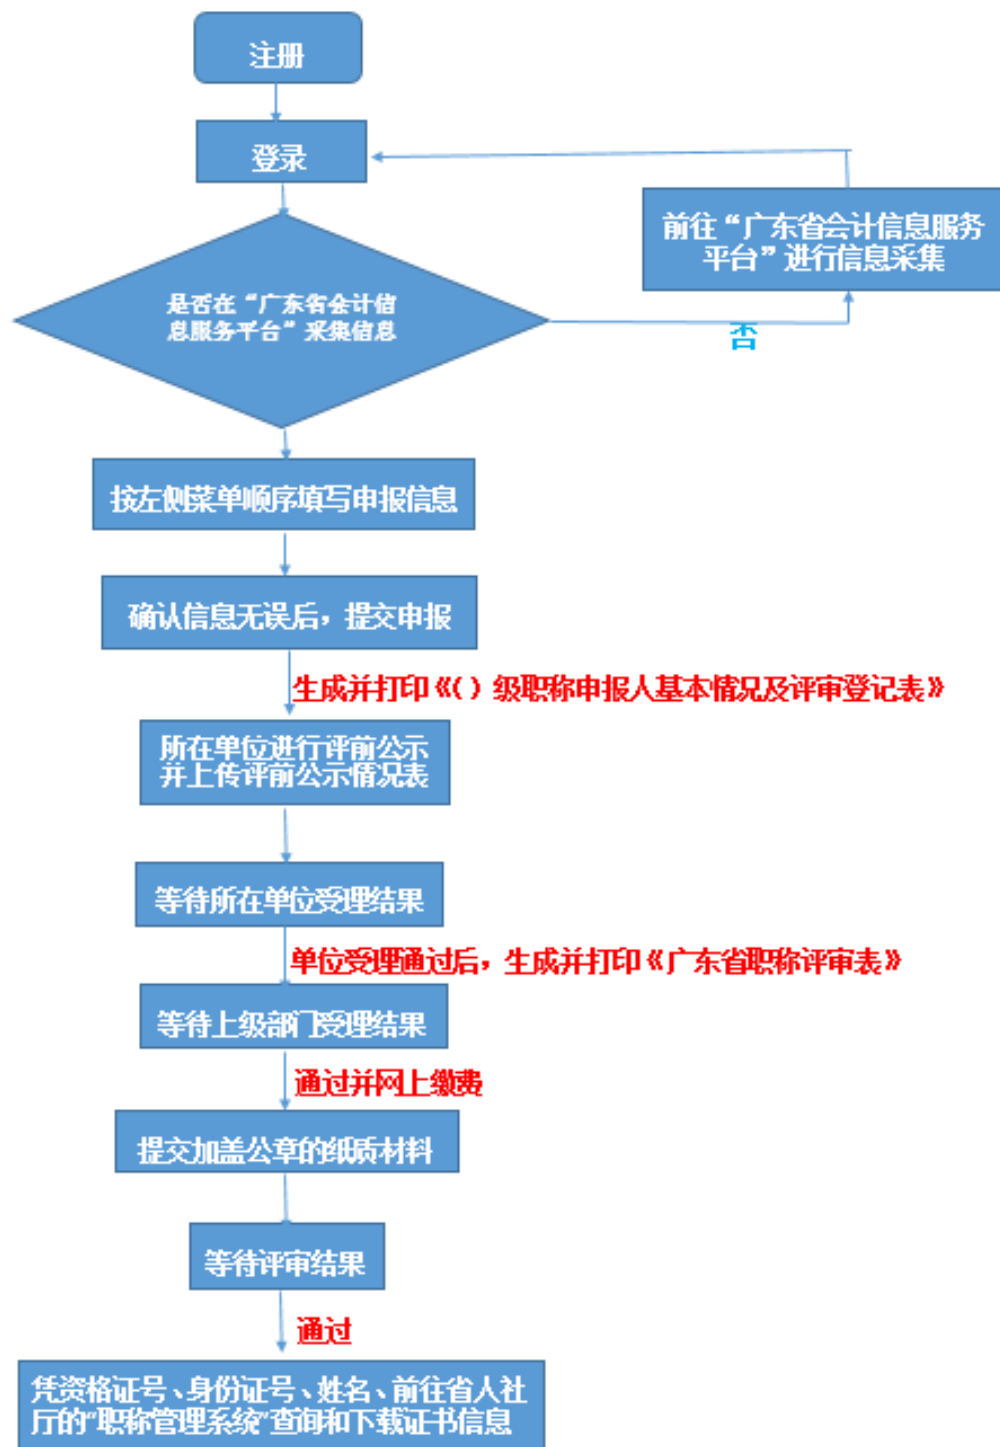 注册
登录
前往“广东省会计信息服务
平台”进行信息采集
是否在“广东省会计信
息服务平台”采集信息
否
按左侧菜单顺序填写申报信息
确认信息无误后，提交申报
生成并打印《( ）级职称申报人基本情况及评审登记表》
所在单位进行评前公示
并上传评前公示情况表
等待所在单位受理结果
单位受理通过后，生成并打印《广东省职称评审表》
等待上级部门受理结果
通过并网上缴费
提交加盖公章的纸质材料
等待评审结果
通过
凭资格证号、身份证号、姓名、前往省人社
厅的"职称管理系统"查询和下载证书信息